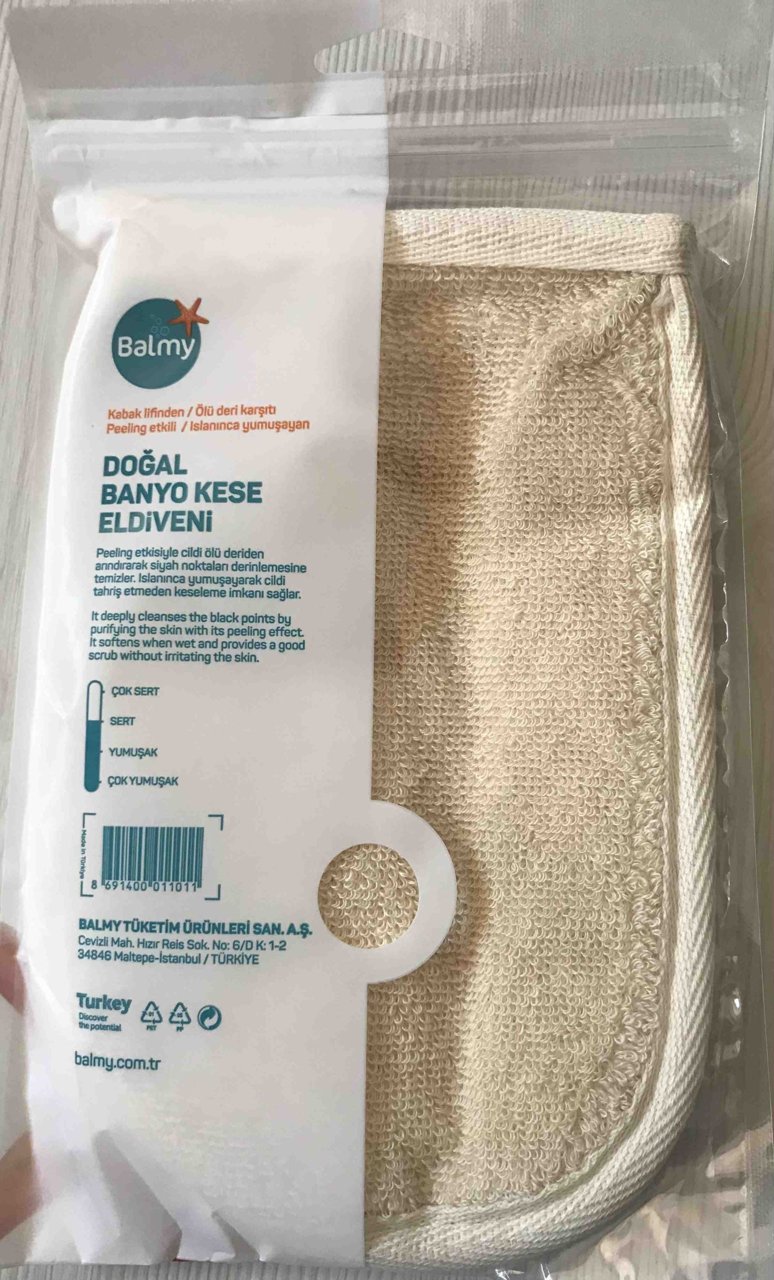 Balmy
Kabak lifinden / Ölü deri karşıtı
Peeling etkili / Islanınca yumuşayan
DOĞAL
BANYO KESE
ELDİVENİ
Peeling etkisiyle cildi ölü deriden
arındırarak siyah noktaları derinlemesine
temizler. Islanınca yumuşayarak cildi
tahriş etmeden keseleme imkanı sağlar.
It deeply cleanses the black points by
purifying the skin with its peeling effect.
It softens when wet and provides a good
scrub without irritating the skin.
ÇOK SERT
SERT
YUMUŞAK
ÇOK YUMUŞAK
Made in Türkiye
8 691400 011011
BALMY TÜKETİM ÜRÜNLERİ SAN. A.Ş.
Cevizli Mah. Hızır Reis Sok. No: 6/D K: 1-2
34846 Maltepe-İstanbul / TÜRKİYE
Turkey
Discover
the potential
PET
PP
balmy.com.tr